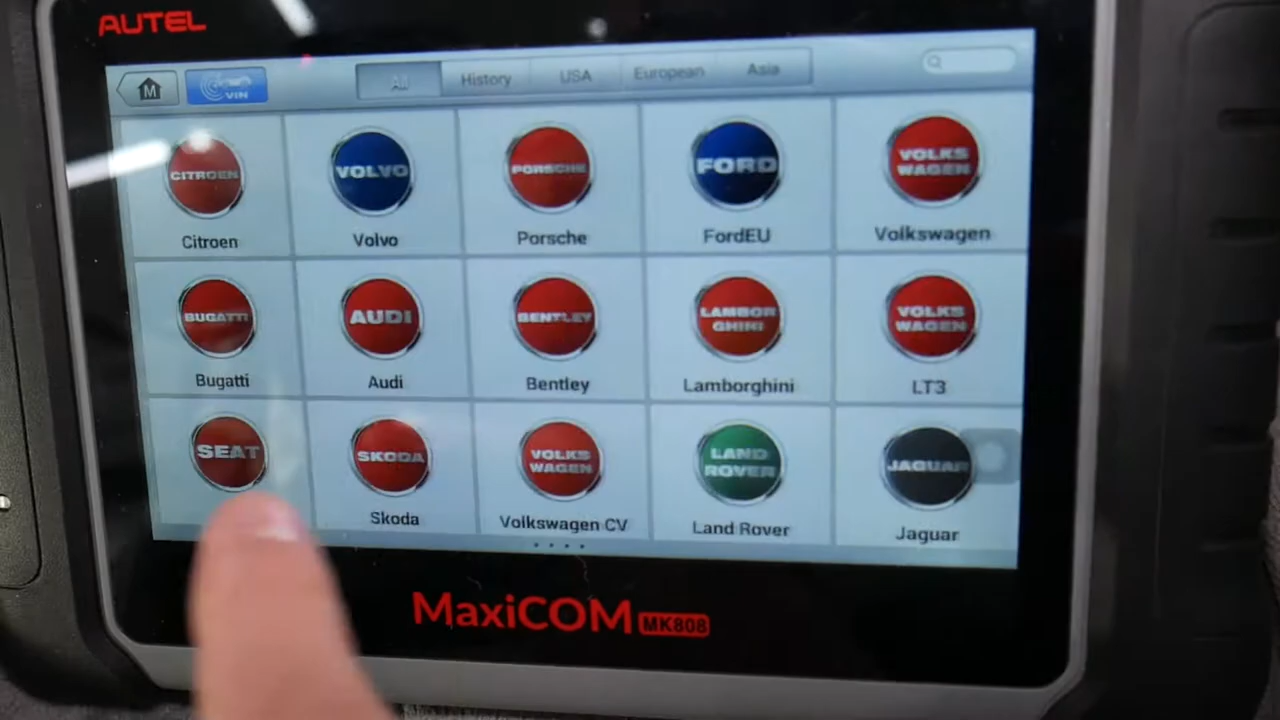 AUTEL
M
VIN
All
History
USA
European
Asia
CITROEN
VOLVO
PORSCHE
FORD
VOLKS
WAGEN
Citroen
Volvo
Porsche
FordEU
Volkswagen
BUGATTI
AUDI
BENTLEY
LAMBOR
GHINI
VOLKS
WAGEN
Bugatti
Audi
Bentley
Lamborghini
LT3
SEAT
SKODA
VOLKS
WAGEN
LAND
ROVER
JAGUAR
Skoda
Volkswagen CV
Land Rover
Jaguar
MaxiCOM MK808